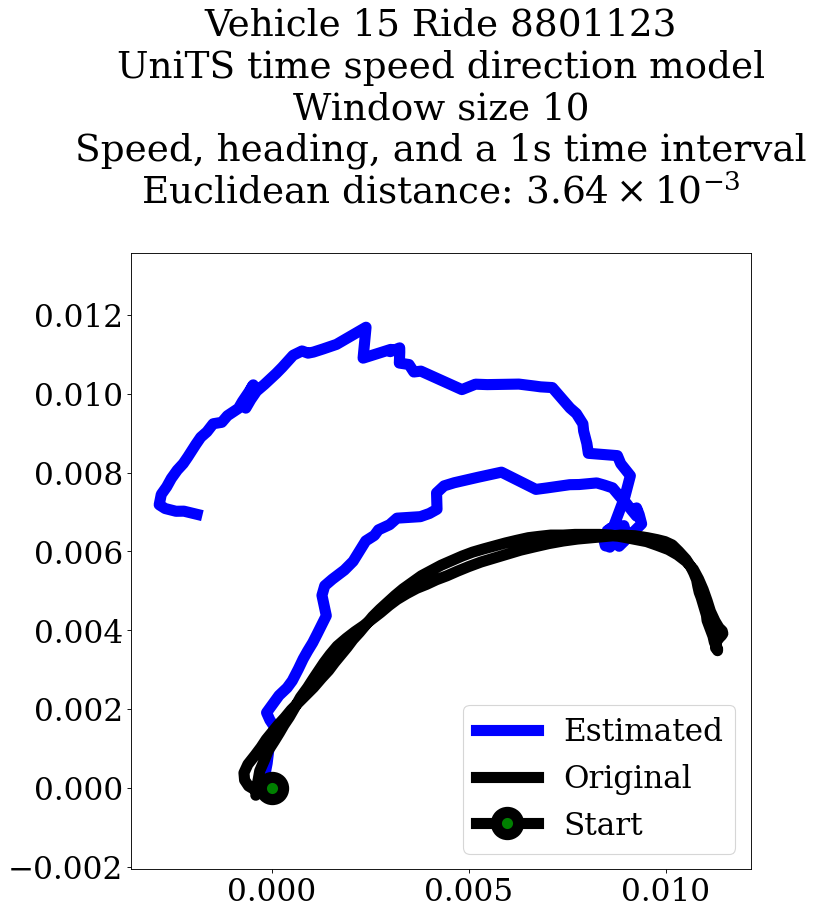 Vehicle 15 Ride 8801123
UniTS time speed direction model
Window size 10
Speed, heading, and a 1s time interval
Euclidean distance: 3.64 × 10⁻³
0.012
0.010
0.008
0.006
0.004
0.002
0.000
−0.002
Estimated
Original
Start
0.000 0.005 0.010